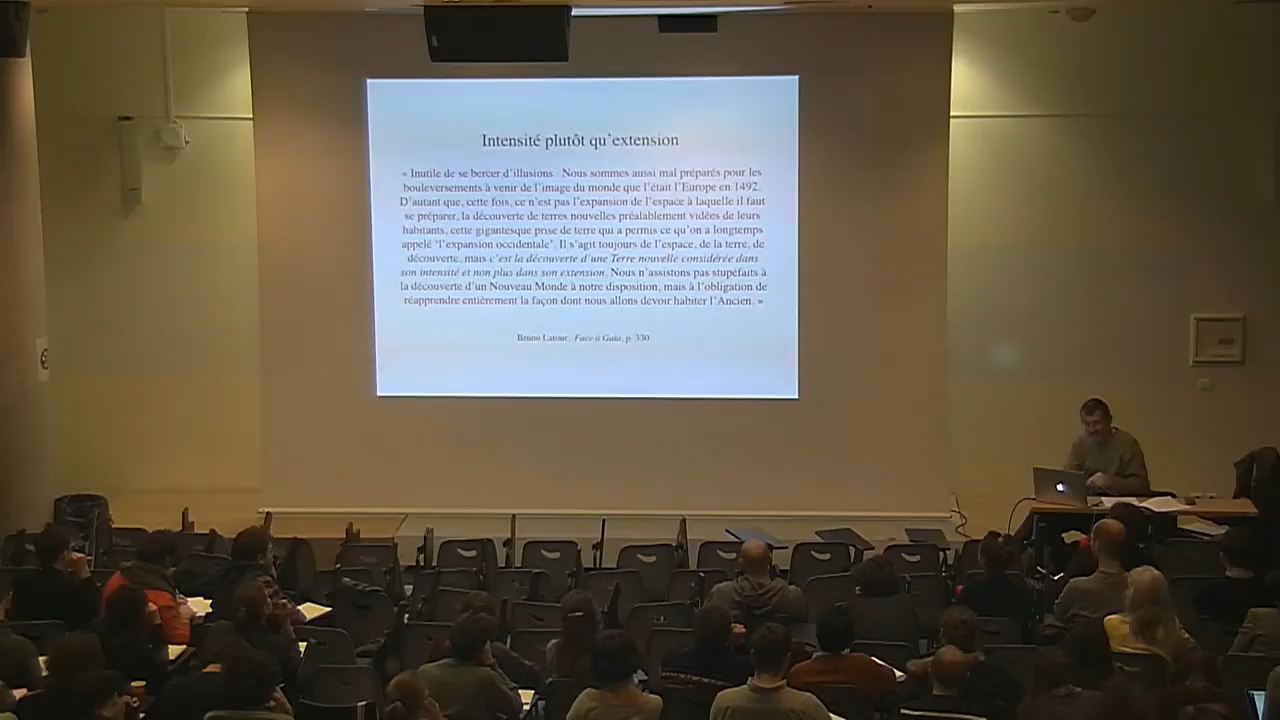 Intensité plutôt qu'extension
« Inutile de se bercer d'illusions. Nous sommes aussi mal préparés pour les
bouleversements à venir de l'image du monde que l'était l'Europe en 1492.
D'autant que, cette fois, ce n'est pas l'expansion de l'espace à laquelle il faut
se préparer, la découverte de terres nouvelles préalablement vidées de leurs
habitants, cette gigantesque prise de terre qui a permis ce qu'on a longtemps
appelé 'l'expansion occidentale'. Il s'agit toujours de l'espace, de la terre, de
découverte, mais c'est la découverte d'une Terre nouvelle considérée dans
son intensité et non plus dans son extension. Nous n'assistons pas stupéfaits à
la découverte d'un Nouveau Monde à notre disposition, mais à l'obligation de
réapprendre entièrement la façon dont nous allons devoir habiter l'Ancien. »
Bruno Latour, Face à Gaïa, p. 330